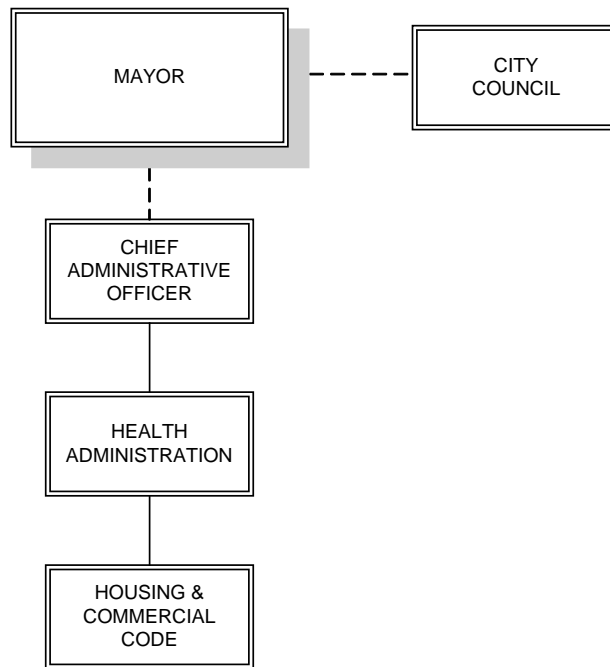 MAYOR
CITY
COUNCIL
CHIEF
ADMINISTRATIVE
OFFICER
HEALTH
ADMINISTRATION
HOUSING &
COMMERCIAL
CODE